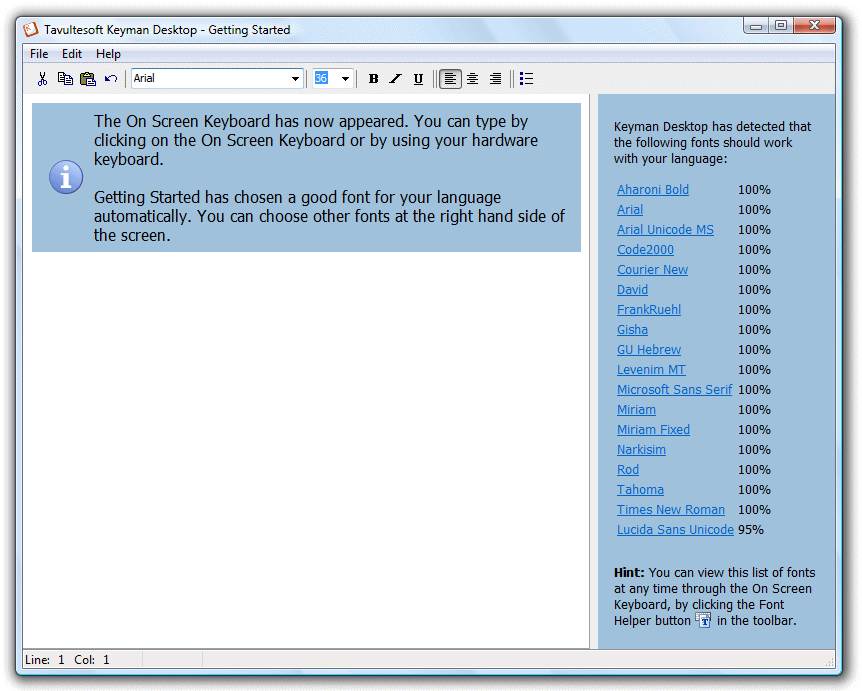 Tavultesoft Keyman Desktop - Getting Started
File Edit Help
Arial 36 B I U
The On Screen Keyboard has now appeared. You can type by
clicking on the On Screen Keyboard or by using your hardware
keyboard.
Getting Started has chosen a good font for your language
automatically. You can choose other fonts at the right hand side of
the screen.
Keyman Desktop has detected that
the following fonts should work
with your language:
Aharoni Bold 100%
Arial 100%
Arial Unicode MS 100%
Code2000 100%
Courier New 100%
David 100%
FrankRuehl 100%
Gisha 100%
GU Hebrew 100%
Levenim MT 100%
Microsoft Sans Serif 100%
Miriam 100%
Miriam Fixed 100%
Narkisim 100%
Rod 100%
Tahoma 100%
Times New Roman 100%
Lucida Sans Unicode 95%
Hint: You can view this list of fonts
at any time through the On Screen
Keyboard, by clicking the Font
Helper button in the toolbar.
Line: 1 Col: 1